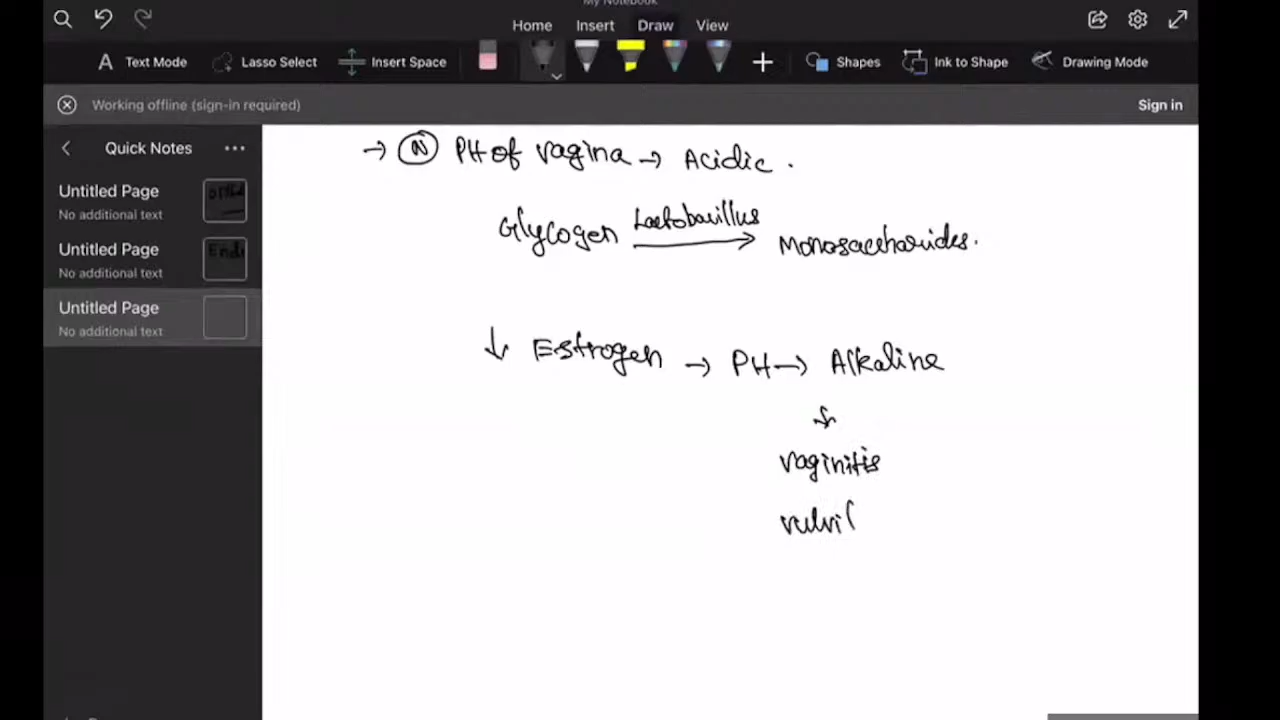 My Notebook
Home Insert Draw View
Text Mode Lasso Select Insert Space Shapes Ink to Shape Drawing Mode
Working offline (sign-in required) Sign in
Quick Notes
Untitled Page
No additional text
Untitled Page
No additional text
Untitled Page
No additional text
→ Ⓝ PH of vagina → Acidic .
Glycogen Lactobacillus → Monosaccharides.
↓ Estrogen → PH → Alkaline
↓
vaginitis
vulvi(